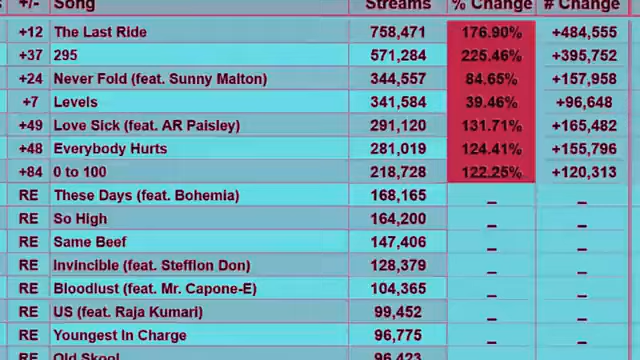 +/- Song Streams % Change # Change
+12 The Last Ride 758,471 176.90% +484,555
+37 295 571,284 225.46% +395,752
+24 Never Fold (feat. Sunny Malton) 344,557 84.65% +157,958
+7 Levels 341,584 39.46% +96,648
+49 Love Sick (feat. AR Paisley) 291,120 131.71% +165,482
+48 Everybody Hurts 281,019 124.41% +155,796
+84 0 to 100 218,728 122.25% +120,313
RE These Days (feat. Bohemia) 168,165 _ _
RE So High 164,200 _ _
RE Same Beef 147,406 _ _
RE Invincible (feat. Stefflon Don) 128,379 _ _
RE Bloodlust (feat. Mr. Capone-E) 104,365 _ _
RE US (feat. Raja Kumari) 99,452 _ _
RE Youngest In Charge 96,775 _ _
RE Old Skool 96,423